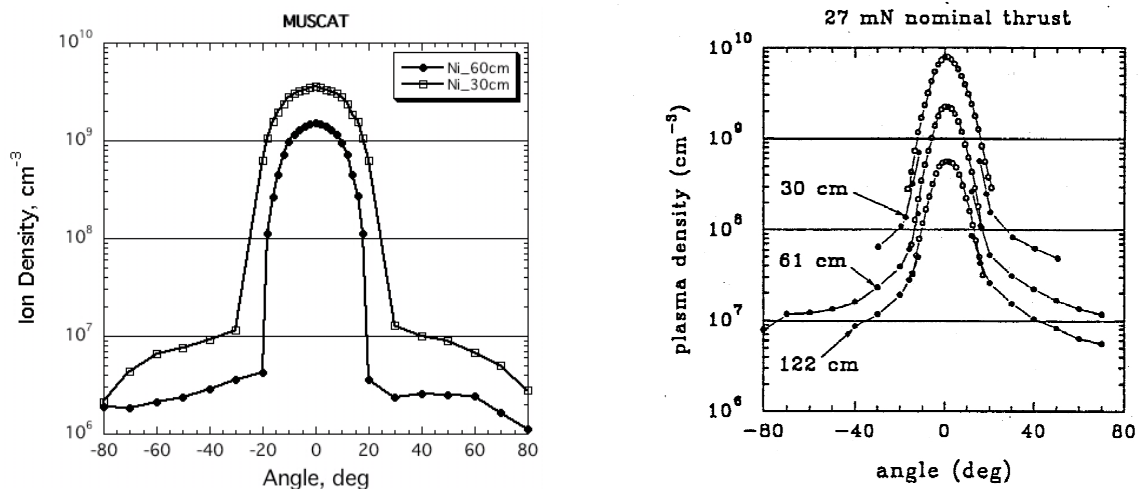 MUSCAT
Ion Density, cm-3
10^10
10^9
10^8
10^7
10^6
-80 -60 -40 -20 0 20 40 60 80
Angle, deg
Ni_60cm
Ni_30cm
27 mN nominal thrust
plasma density (cm-3)
10^10
10^9
10^8
10^7
10^6
30 cm
61 cm
122 cm
-80 -40 0 40 80
angle (deg)